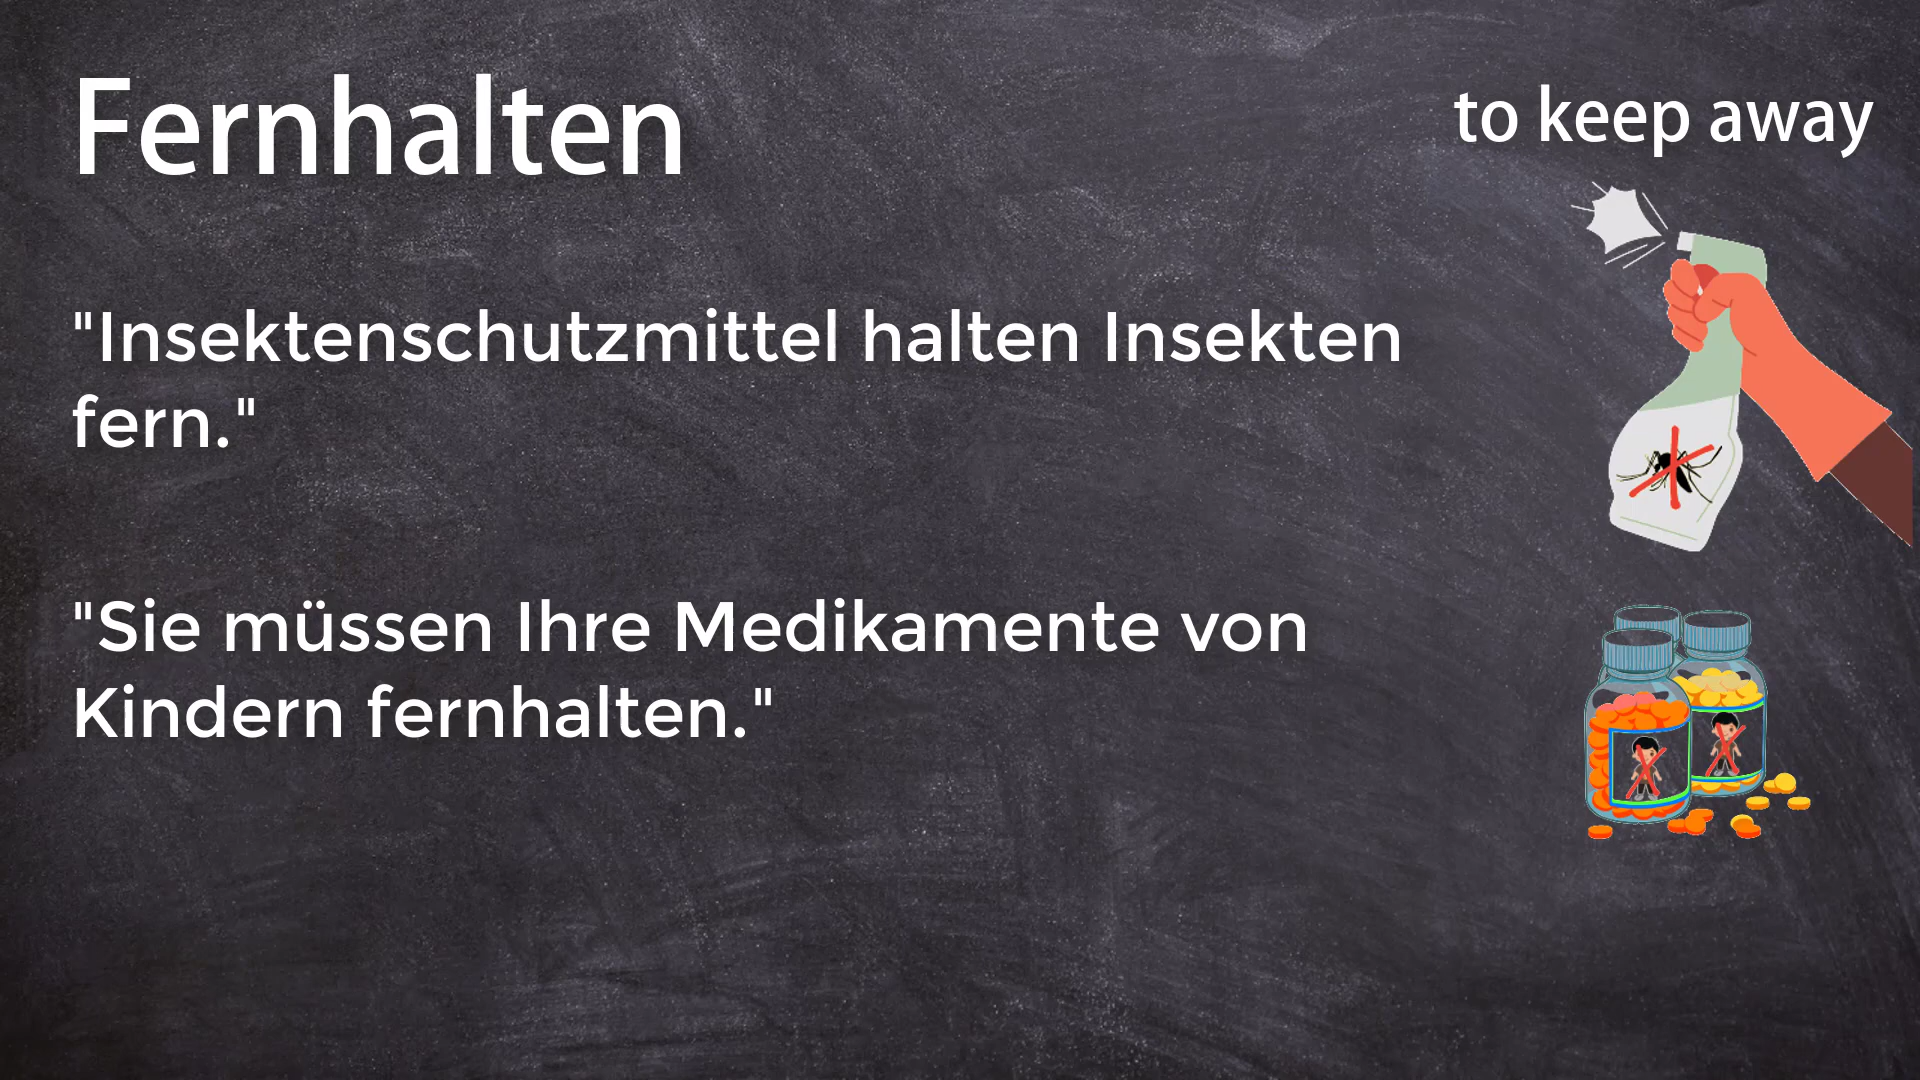 Fernhalten
to keep away
"Insektenschutzmittel halten Insekten
fern."
"Sie müssen Ihre Medikamente von
Kindern fernhalten."